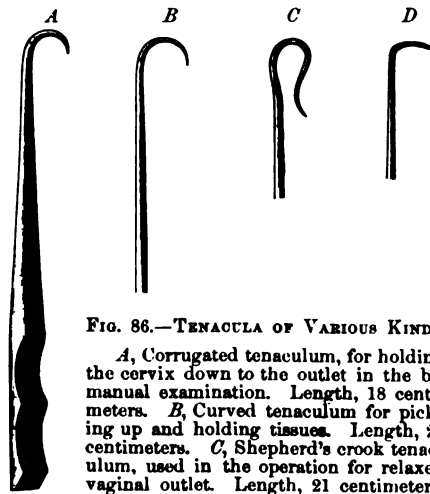 A B C D
FIG. 86.—TENACULA OF VARIOUS KIND
A, Corrugated tenaculum, for holdin
the cervix down to the outlet in the b
manual examination. Length, 18 cent
meters. B, Curved tenaculum for pick
ing up and holding tissues. Length,
centimeters. C, Shepherd's crook tenac
ulum, used in the operation for relaxe
vaginal outlet. Length, 21 centimeter